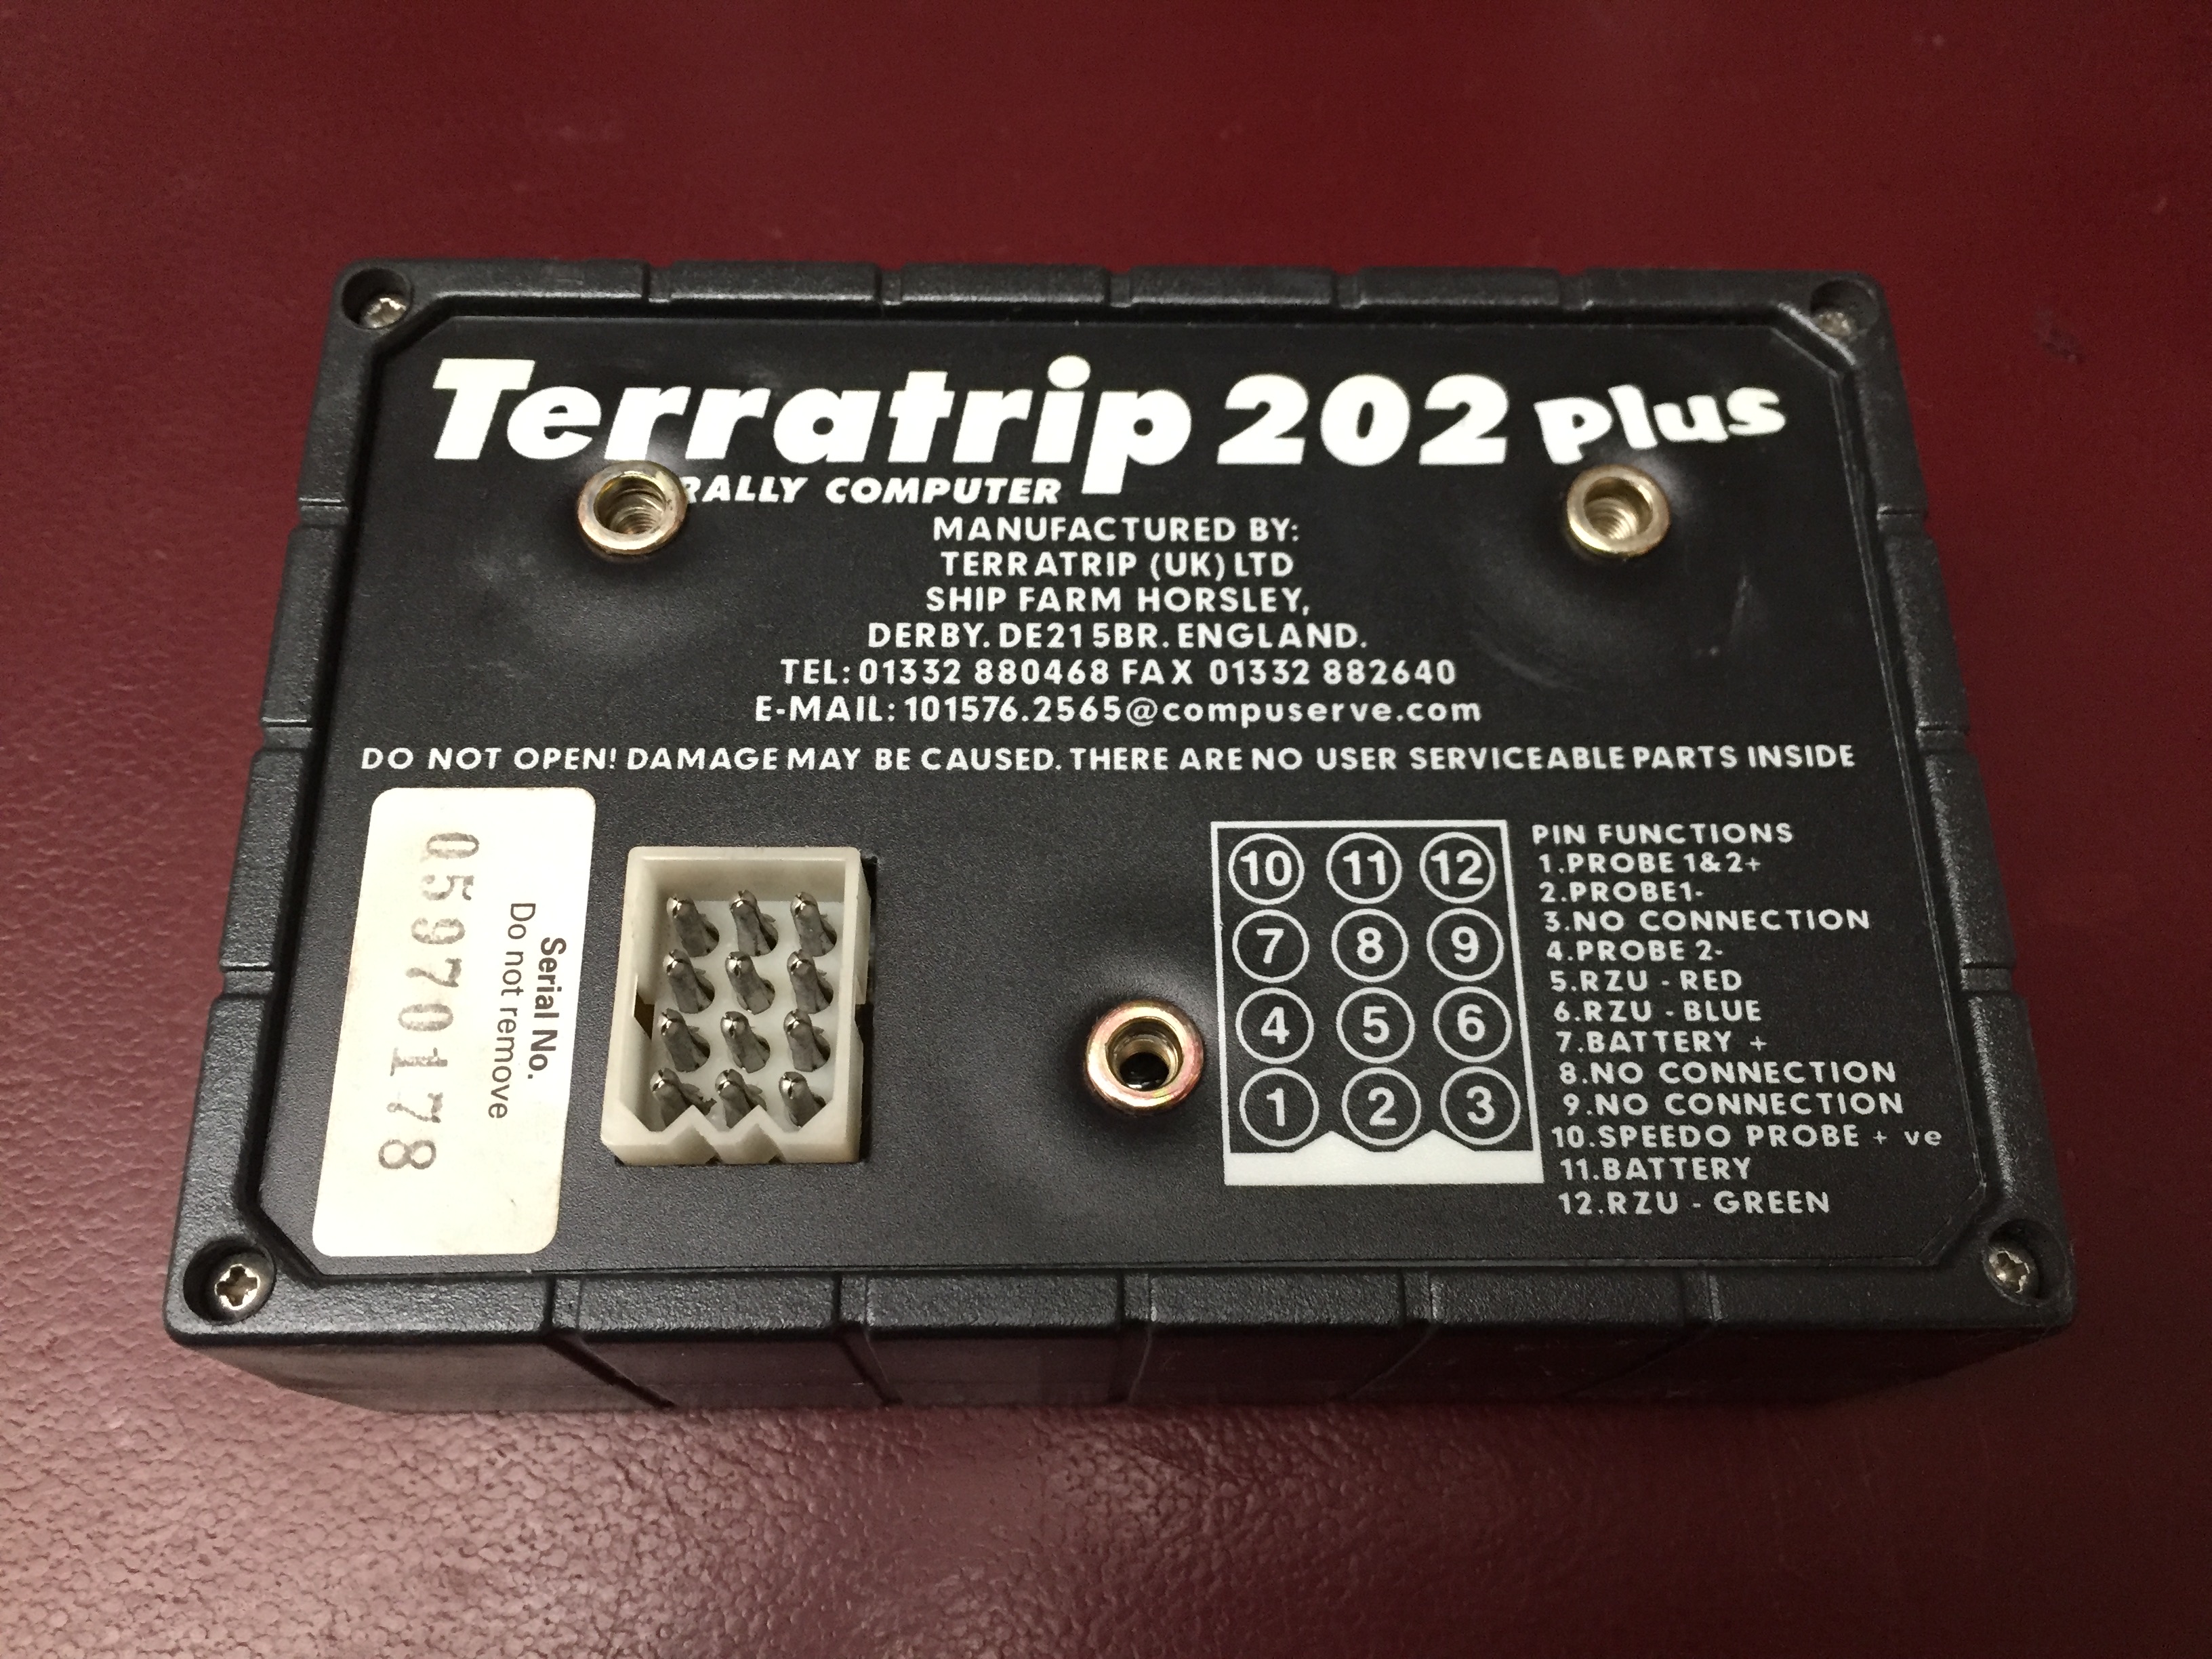 Terratrip 202 Plus
RALLY COMPUTER
MANUFACTURED BY:
TERRATRIP (UK) LTD
SHIP FARM HORSLEY,
DERBY. DE21 5BR. ENGLAND.
TEL: 01332 880468 FAX 01332 882640
E-MAIL: 101576.2565@compuserve.com
DO NOT OPEN! DAMAGE MAY BE CAUSED. THERE ARE NO USER SERVICEABLE PARTS INSIDE
Serial No.
Do not remove
05970178
10 11 12
7 8 9
4 5 6
1 2 3
PIN FUNCTIONS
1.PROBE 1&2+
2.PROBE1-
3.NO CONNECTION
4.PROBE 2-
5.RZU - RED
6.RZU - BLUE
7.BATTERY +
8.NO CONNECTION
9.NO CONNECTION
10.SPEEDO PROBE + ve
11.BATTERY
12.RZU - GREEN